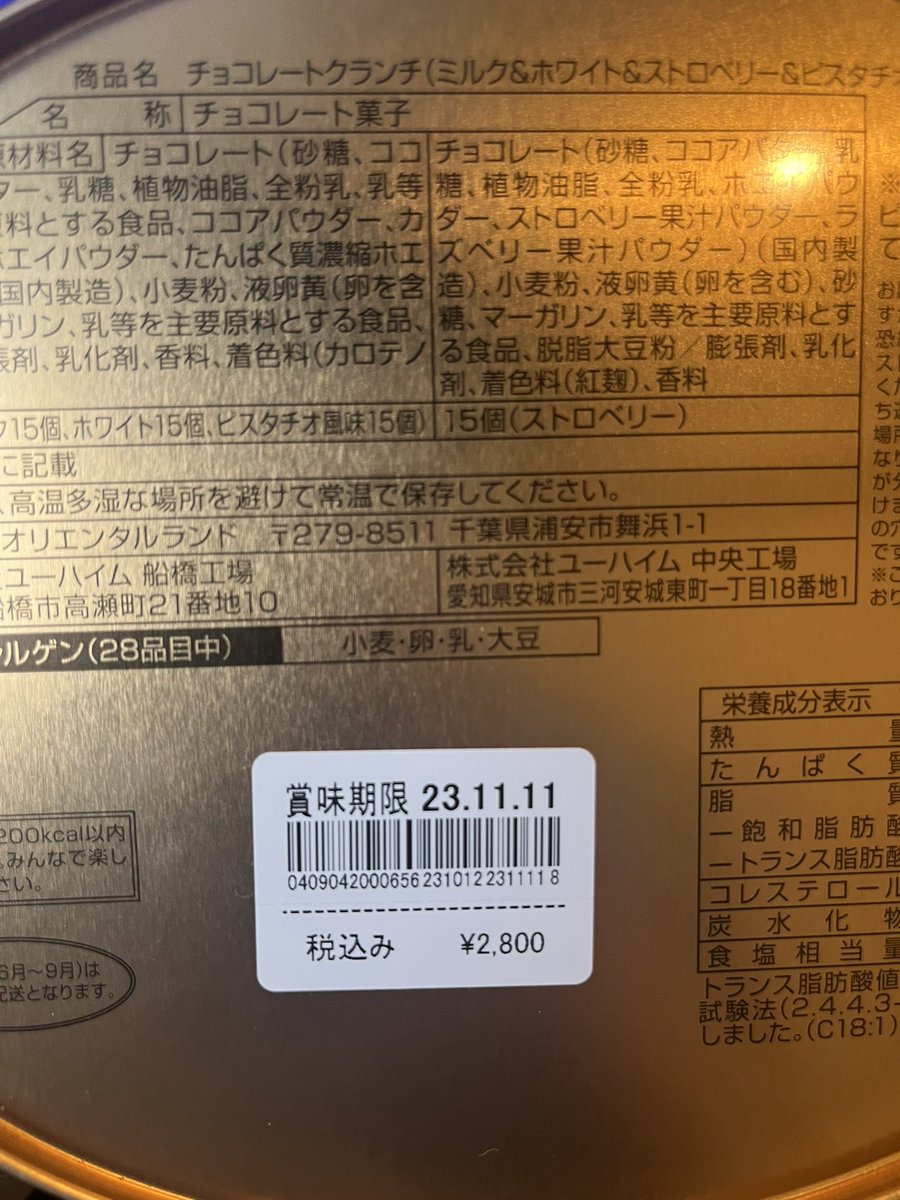 商品名 チョコレートクランチ(ミルク&ホワイト&ストロベリー&ピスタチオ
名 称 チョコレート菓子
原材料名 チョコレート(砂糖、ココ
ター、乳糖、植物油脂、全粉乳、乳等
原料とする食品、ココアパウダー、カ
ホエイパウダー、たんぱく質濃縮ホエ
国内製造)、小麦粉、液卵黄(卵を含
ガリン、乳等を主要原料とする食品、
張剤、乳化剤、香料、着色料(カロテノ
チョコレート(砂糖、ココアバ 乳
糖、植物油脂、全粉乳、ホエイパウ
ダー、ストロベリー果汁パウダー、ラ
ズベリー果汁パウダー)(国内製
造)、小麦粉、液卵黄(卵を含む)、砂
糖、マーガリン、乳等を主要原料とす
る食品、脱脂大豆粉/膨張剤、乳化
剤、着色料(紅麹)、香料
ク15個、ホワイト15個、ピスタチオ風味15個)
15個(ストロベリー)
に記載
、高温多湿な場所を避けて常温で保存してください。
オリエンタルランド 〒279-8511 千葉県浦安市舞浜1-1
ユーハイム 船橋工場
船橋市高瀬町21番地10
株式会社ユーハイム 中央工場
愛知県安城市三河安城東町一丁目18番地1
ルゲン(28品目中)
小麦・卵・乳・大豆
栄養成分表示
熱 量
たんぱく質
脂 質
―飽和脂肪酸
―トランス脂肪酸
コレステロール
炭水化物
食塩相当量
トランス脂肪酸値
試験法(2.4.4.3-
しました。(C18:1)
賞味期限 23.11.11
0409042000656 231012 231111 8
税込み ¥2,800
200kcal以内
みんなで楽し
さい。
6月~9月)は
配送となります。